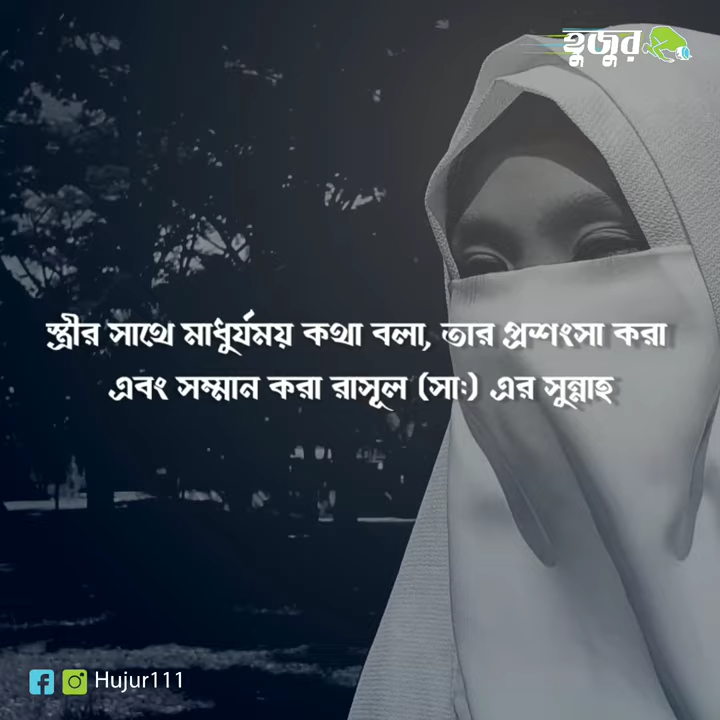 হুজুর
স্ত্রীর সাথে মাধুর্যময় কথা বলা, তার প্রশংসা করা
এবং সম্মান করা রাসূল (সা:) এর সুন্নাহ
Hujur111